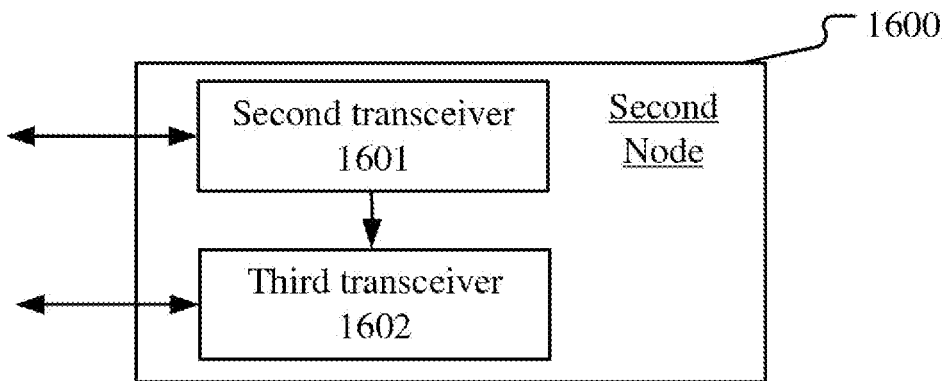 1600
Second transceiver
1601
Second
Node
Third transceiver
1602